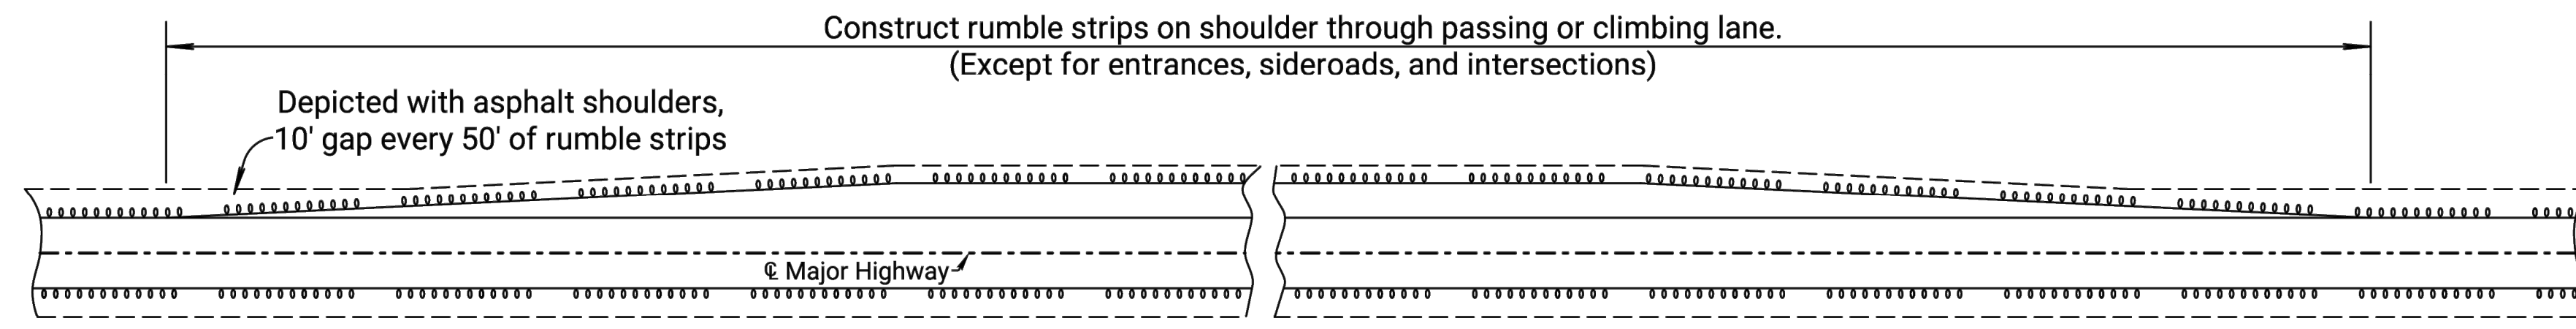 Construct rumble strips on shoulder through passing or climbing lane.
(Except for entrances, sideroads, and intersections)
Depicted with asphalt shoulders,
10' gap every 50' of rumble strips
℄ Major Highway